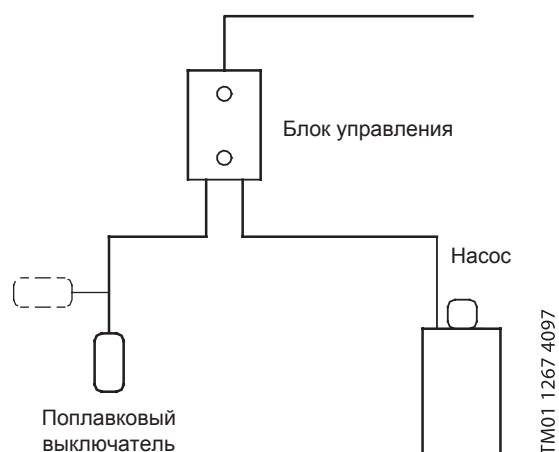 Блок управления
Насос
Поплавковый
выключатель
TM01 1267 4097